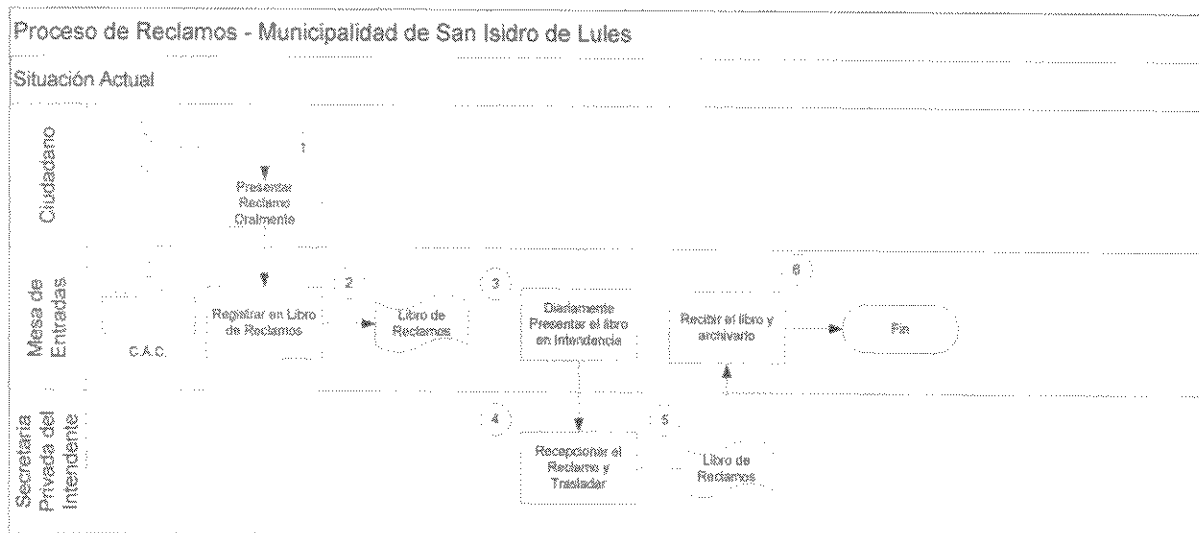 Proceso de Reclamos - Municipalidad de San Isidro de Lules
Situación Actual
Ciudadano
1
Presentar
Reclamo
Oralmente
Mesa de
Entradas
C.A.C.
Registrar en Libro
de Reclamos
2
Libro de
Reclamos
3
Diariamente
Presentar el libro
en Intendencia
Recibir el libro y
archivarlo
6
Fin
Secretaria
Privada del
Intendente
4
Recepcionar el
Reclamo y
Trasladar
5
Libro de
Reclamos